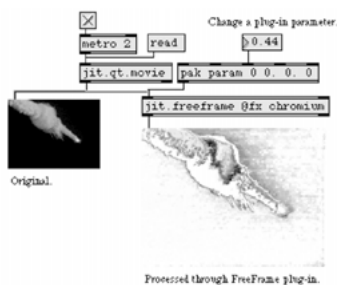 Change a plug-in parameter.
metro 2
read
0.44
jit.qt.movie
pak param 0 0. 0. 0
jit.freeframe @fx chromium
Original.
Processed through FreeFrame plug-in.